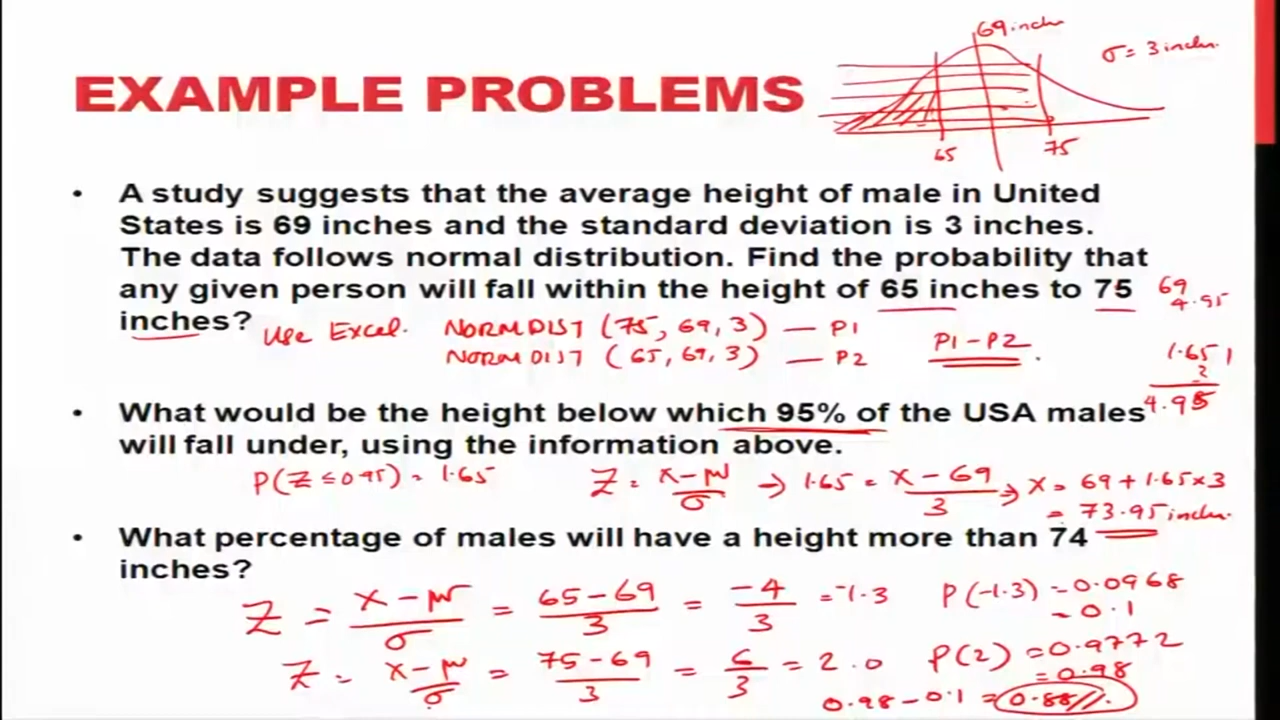 69 inches
σ = 3 inches.
EXAMPLE PROBLEMS
65
75
• A study suggests that the average height of male in United
States is 69 inches and the standard deviation is 3 inches.
The data follows normal distribution. Find the probability that
any given person will fall within the height of 65 inches to 75
inches?
69
4.95
Use Excel. NORMDIST (75, 69, 3) — P1
NORMDIST (65, 69, 3) — P2
P1 - P2
1.65
3
4.95
• What would be the height below which 95% of the USA males
will fall under, using the information above.
P(Z ≤ 0.95) = 1.65
Z = x-μ/σ → 1.65 = x-69/3 → x = 69 + 1.65 x 3
= 73.95 inches.
• What percentage of males will have a height more than 74
inches?
Z = x-μ/σ = 65-69/3 = -4/3 = -1.3 P(-1.3) = 0.0968
= 0.1
Z = x-μ/σ = 75-69/3 = 6/3 = 2.0 P(2) = 0.9772
= 0.98
0.98 - 0.1 = 0.88//.